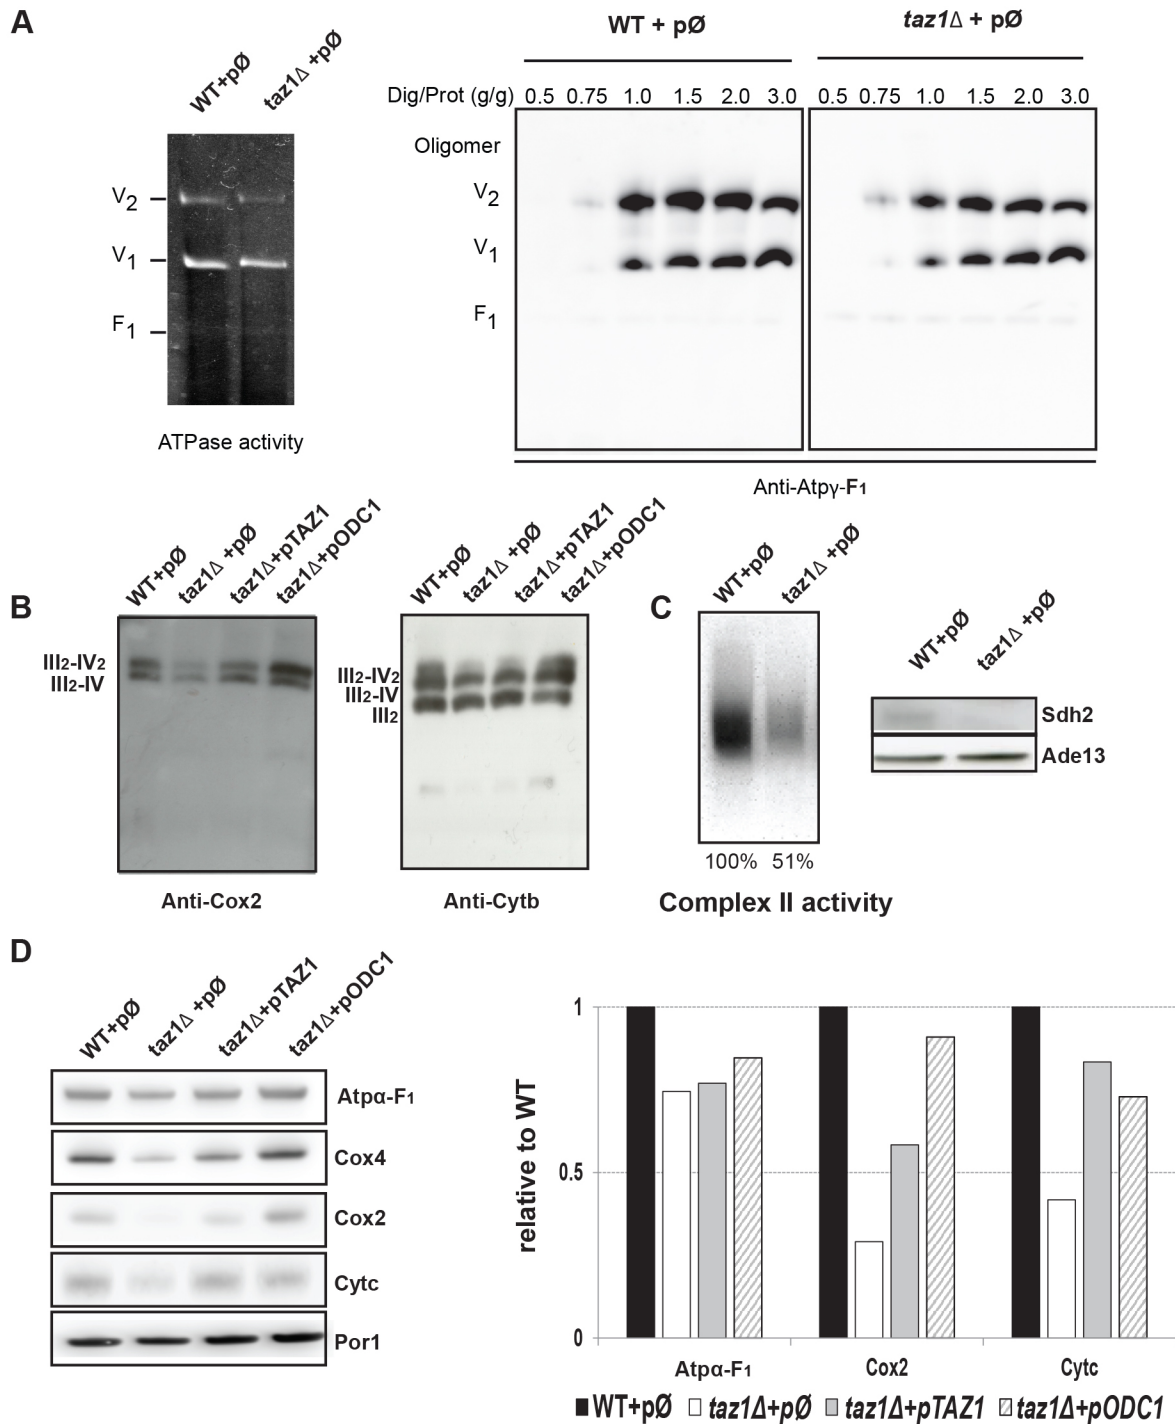 A
WT+pØ
taz1Δ +pØ
V2
V1
F1
ATPase activity
WT + pØ
taz1Δ + pØ
Dig/Prot (g/g) 0.5 0.75 1.0 1.5 2.0 3.0 0.5 0.75 1.0 1.5 2.0 3.0
Oligomer
V2
V1
F1
Anti-Atpγ-F1
B
WT+pØ
taz1Δ +pØ
taz1Δ+pTAZ1
taz1Δ+pODC1
III2-IV2
III2-IV
Anti-Cox2
WT+pØ
taz1Δ +pØ
taz1Δ+pTAZ1
taz1Δ+pODC1
III2-IV2
III2-IV
III2
Anti-Cytb
C
WT+pØ
taz1Δ +pØ
100% 51%
Complex II activity
WT+pØ
taz1Δ +pØ
Sdh2
Ade13
D
WT+pØ
taz1Δ +pØ
taz1Δ+pTAZ1
taz1Δ+pODC1
Atpα-F1
Cox4
Cox2
Cytc
Por1
relative to WT
1
0.5
0
Atpα-F1 Cox2 Cytc
WT+pØ taz1Δ+pØ taz1Δ+pTAZ1 taz1Δ+pODC1